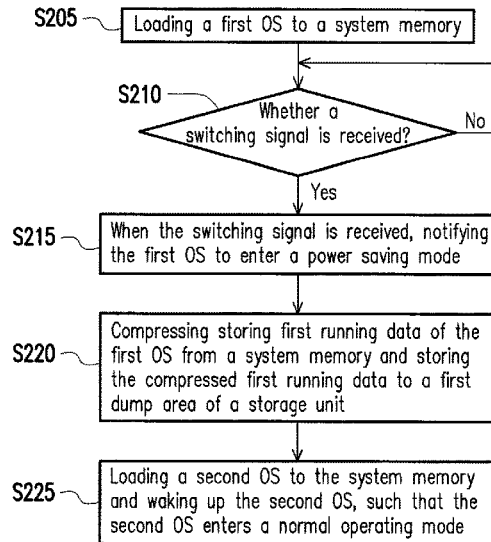 S205
Loading a first OS to a system memory
S210
Whether a
switching signal is received?
No
Yes
S215
When the switching signal is received, notifying
the first OS to enter a power saving mode
S220
Compressing storing first running data of the
first OS from a system memory and storing
the compressed first running data to a first
dump area of a storage unit
S225
Loading a second OS to the system memory
and waking up the second OS, such that the
second OS enters a normal operating mode